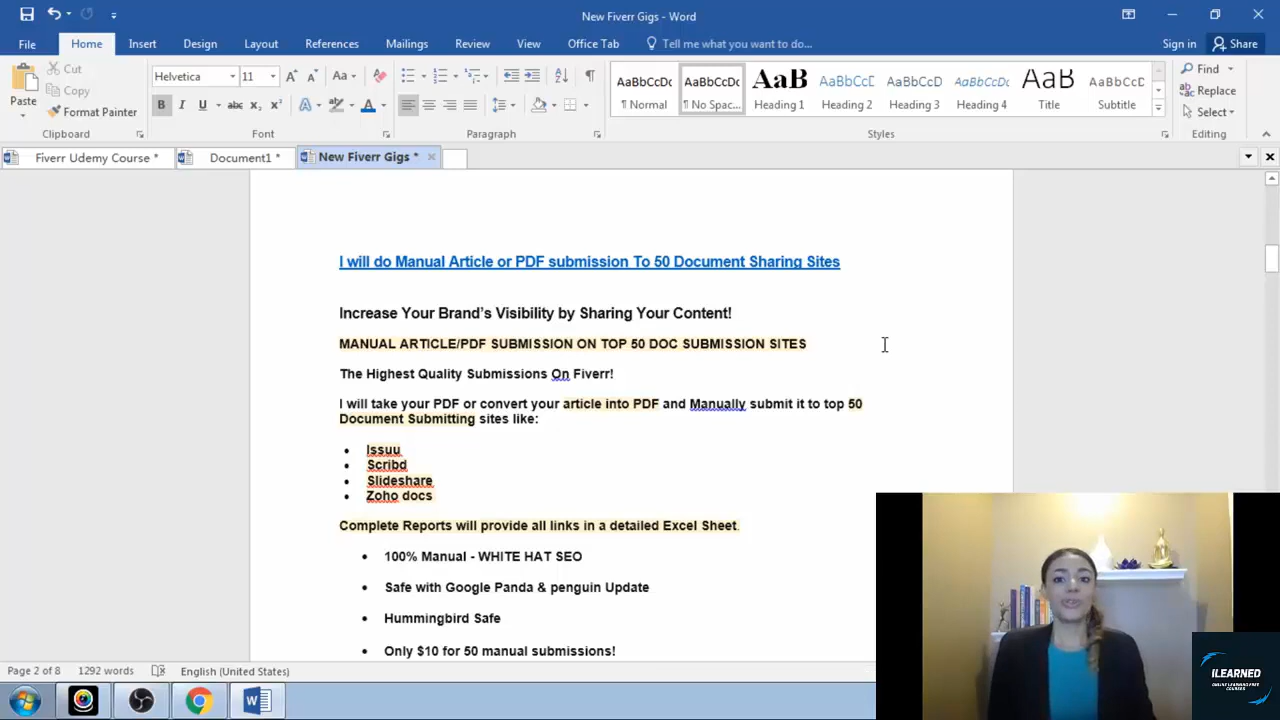 New Fiverr Gigs - Word
File Home Insert Design Layout References Mailings Review View Office Tab Tell me what you want to do... Sign in Share
Paste
Cut
Copy
Format Painter
Clipboard
Helvetica 11
Font
Paragraph
AaBbCcDc AaBbCcDc AaB AaBbCcD AaBbCcDc AaBbCcDc AaB AaBbCcD
¶ Normal ¶ No Spac... Heading 1 Heading 2 Heading 3 Heading 4 Title Subtitle
Styles
Find
Replace
Select
Editing
Fiverr Udemy Course * Document1 * New Fiverr Gigs *
I will do Manual Article or PDF submission To 50 Document Sharing Sites
Increase Your Brand's Visibility by Sharing Your Content!
MANUAL ARTICLE/PDF SUBMISSION ON TOP 50 DOC SUBMISSION SITES
The Highest Quality Submissions On Fiverr!
I will take your PDF or convert your article into PDF and Manually submit it to top 50
Document Submitting sites like:
• Issuu
• Scribd
• Slideshare
• Zoho docs
Complete Reports will provide all links in a detailed Excel Sheet.
• 100% Manual - WHITE HAT SEO
• Safe with Google Panda & penguin Update
• Hummingbird Safe
• Only $10 for 50 manual submissions!
Page 2 of 8 1292 words English (United States)
ILEARNED
ONLINE LEARNING FREE
COURSES